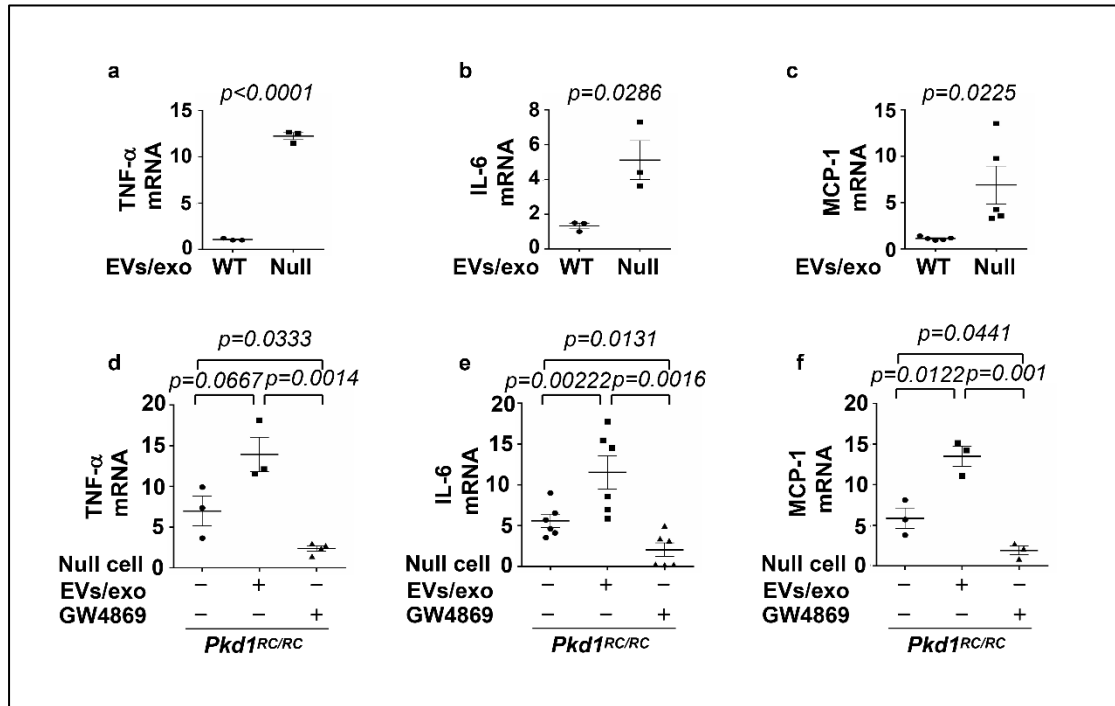 a
p<0.0001
TNF-α
mRNA
15
10
5
0
EVs/exo WT Null
b
p=0.0286
IL-6
mRNA
8
6
4
2
0
EVs/exo WT Null
c
p=0.0225
MCP-1
mRNA
15
10
5
0
EVs/exo WT Null
d
p=0.0333
p=0.0667 p=0.0014
TNF-α
mRNA
20
15
10
5
0
Null cell
EVs/exo − + −
GW4869 − − +
Pkd1RC/RC
e
p=0.0131
p=0.00222 p=0.0016
IL-6
mRNA
20
15
10
5
0
Null cell
EVs/exo − + −
GW4869 − − +
Pkd1RC/RC
f
p=0.0441
p=0.0122 p=0.001
MCP-1
mRNA
20
15
10
5
0
Null cell
EVs/exo − + −
GW4869 − − +
Pkd1RC/RC